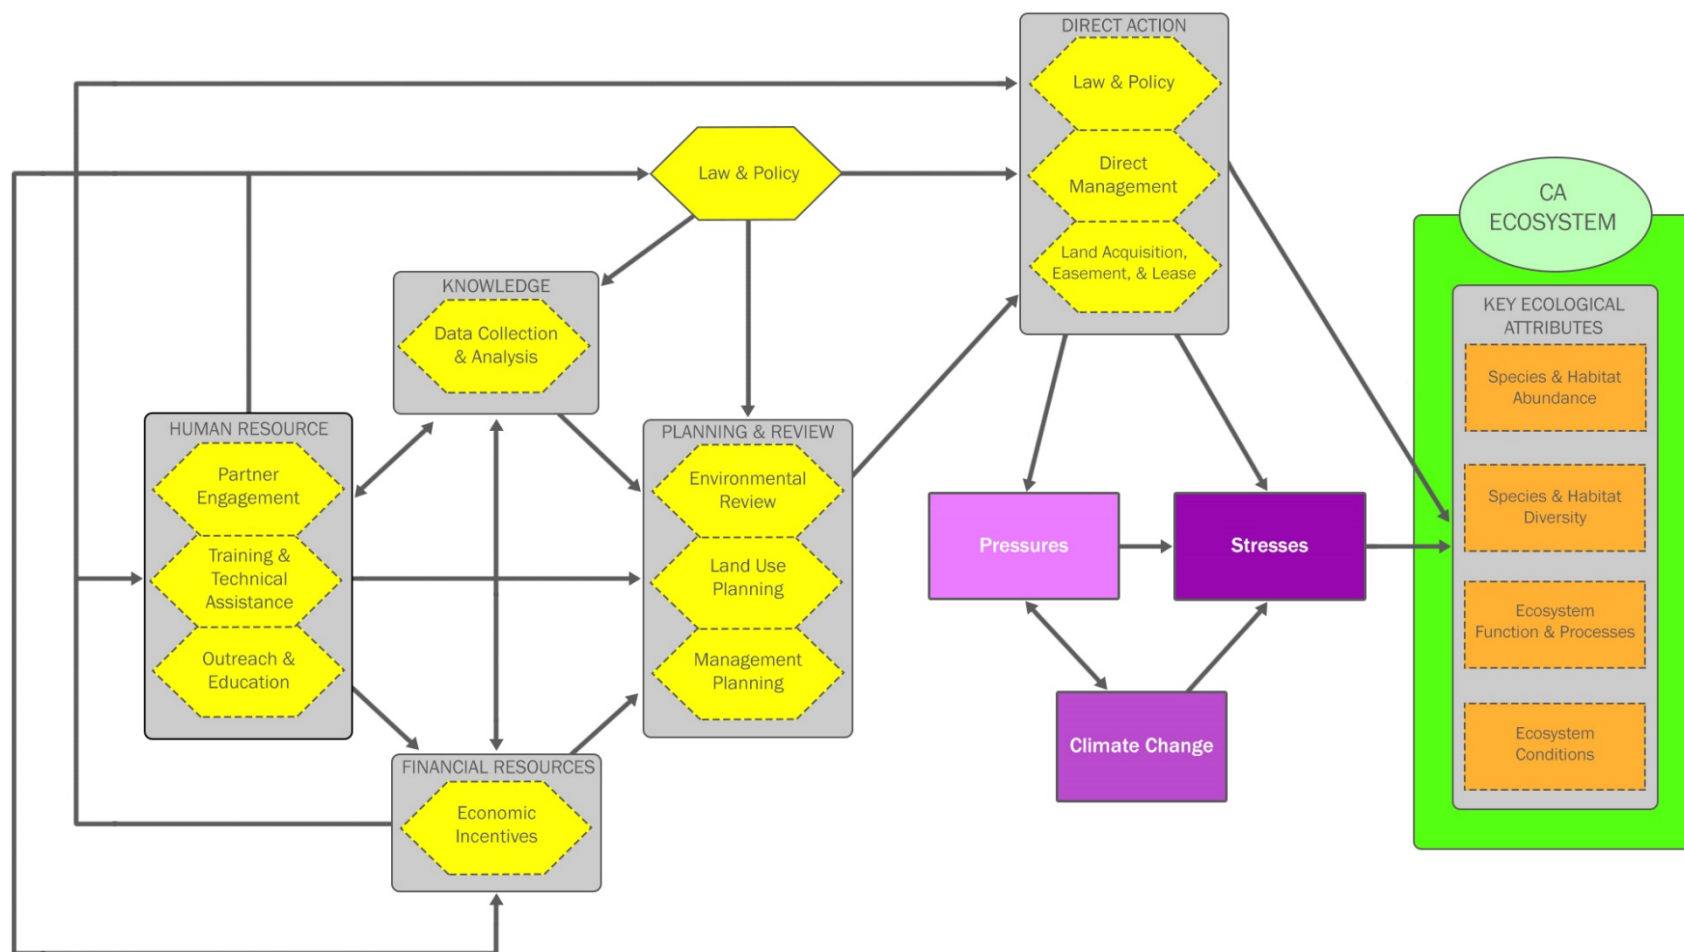 DIRECT ACTION
Law & Policy
Direct
Management
Land Acquisition,
Easement, & Lease
Law & Policy
CA
ECOSYSTEM
KEY ECOLOGICAL
ATTRIBUTES
Species & Habitat
Abundance
Species & Habitat
Diversity
Ecosystem
Function & Processes
Ecosystem
Conditions
KNOWLEDGE
Data Collection
& Analysis
HUMAN RESOURCE
Partner
Engagement
Training &
Technical
Assistance
Outreach &
Education
PLANNING & REVIEW
Environmental
Review
Land Use
Planning
Management
Planning
Pressures
Stresses
Climate Change
FINANCIAL RESOURCES
Economic
Incentives